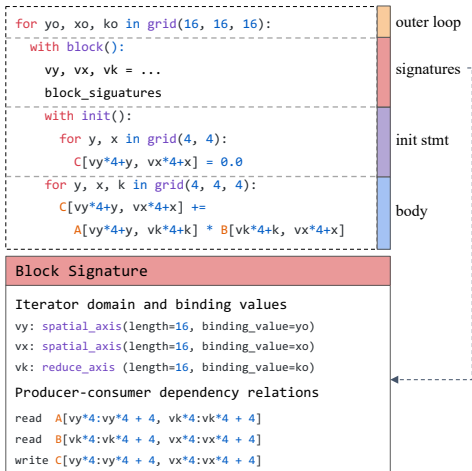 for yo, xo, ko in grid(16, 16, 16):
outer loop
with block():
vy, vx, vk = ...
signatures
block_siguatures
with init():
for y, x in grid(4, 4):
init stmt
C[vy*4+y, vx*4+x] = 0.0
for y, x, k in grid(4, 4, 4):
C[vy*4+y, vx*4+x] +=
body
A[vy*4+y, vk*4+k] * B[vk*4+k, vx*4+x]
Block Signature
Iterator domain and binding values
vy: spatial_axis(length=16, binding_value=yo)
vx: spatial_axis(length=16, binding_value=xo)
vk: reduce_axis (length=16, binding_value=ko)
Producer-consumer dependency relations
read A[vy*4:vy*4 + 4, vk*4:vk*4 + 4]
read B[vk*4:vk*4 + 4, vx*4:vx*4 + 4]
write C[vy*4:vy*4 + 4, vx*4:vx*4 + 4]